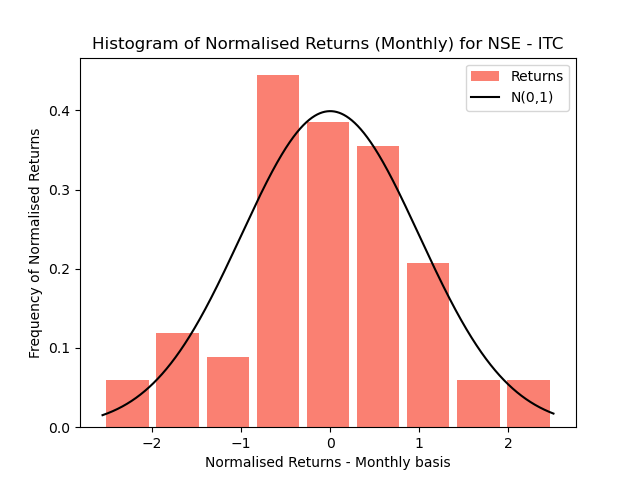 Histogram of Normalised Returns (Monthly) for NSE - ITC
Returns
N(0,1)
Frequency of Normalised Returns
0.4
0.3
0.2
0.1
0.0
−2
−1
0
1
2
Normalised Returns - Monthly basis